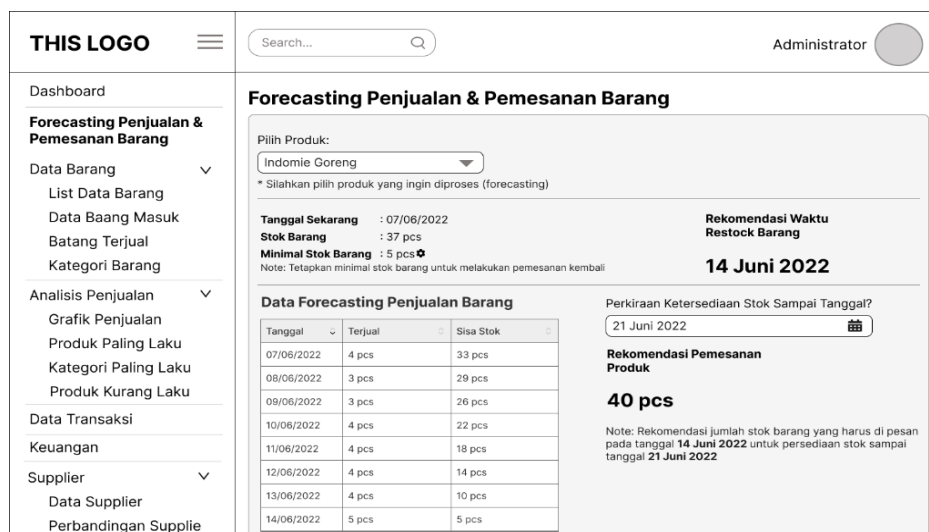 THIS LOGO
Search...
Administrator
Dashboard
Forecasting Penjualan &
Pemesanan Barang
Data Barang
List Data Barang
Data Baang Masuk
Batang Terjual
Kategori Barang
Analisis Penjualan
Grafik Penjualan
Produk Paling Laku
Kategori Paling Laku
Produk Kurang Laku
Data Transaksi
Keuangan
Supplier
Data Supplier
Perbandingan Supplie
Forecasting Penjualan & Pemesanan Barang
Pilih Produk:
Indomie Goreng
* Silahkan pilih produk yang ingin diproses (forecasting)
Tanggal Sekarang : 07/06/2022
Stok Barang : 37 pcs
Minimal Stok Barang : 5 pcs
Note: Tetapkan minimal stok barang untuk melakukan pemesanan kembali
Rekomendasi Waktu
Restock Barang
14 Juni 2022
Data Forecasting Penjualan Barang
Tanggal Terjual Sisa Stok
07/06/2022 4 pcs 33 pcs
08/06/2022 3 pcs 29 pcs
09/06/2022 3 pcs 26 pcs
10/06/2022 4 pcs 22 pcs
11/06/2022 4 pcs 18 pcs
12/06/2022 4 pcs 14 pcs
13/06/2022 4 pcs 10 pcs
14/06/2022 5 pcs 5 pcs
Perkiraan Ketersediaan Stok Sampai Tanggal?
21 Juni 2022
Rekomendasi Pemesanan
Produk
40 pcs
Note: Rekomendasi jumlah stok barang yang harus di pesan
pada tanggal 14 Juni 2022 untuk persediaan stok sampai
tanggal 21 Juni 2022